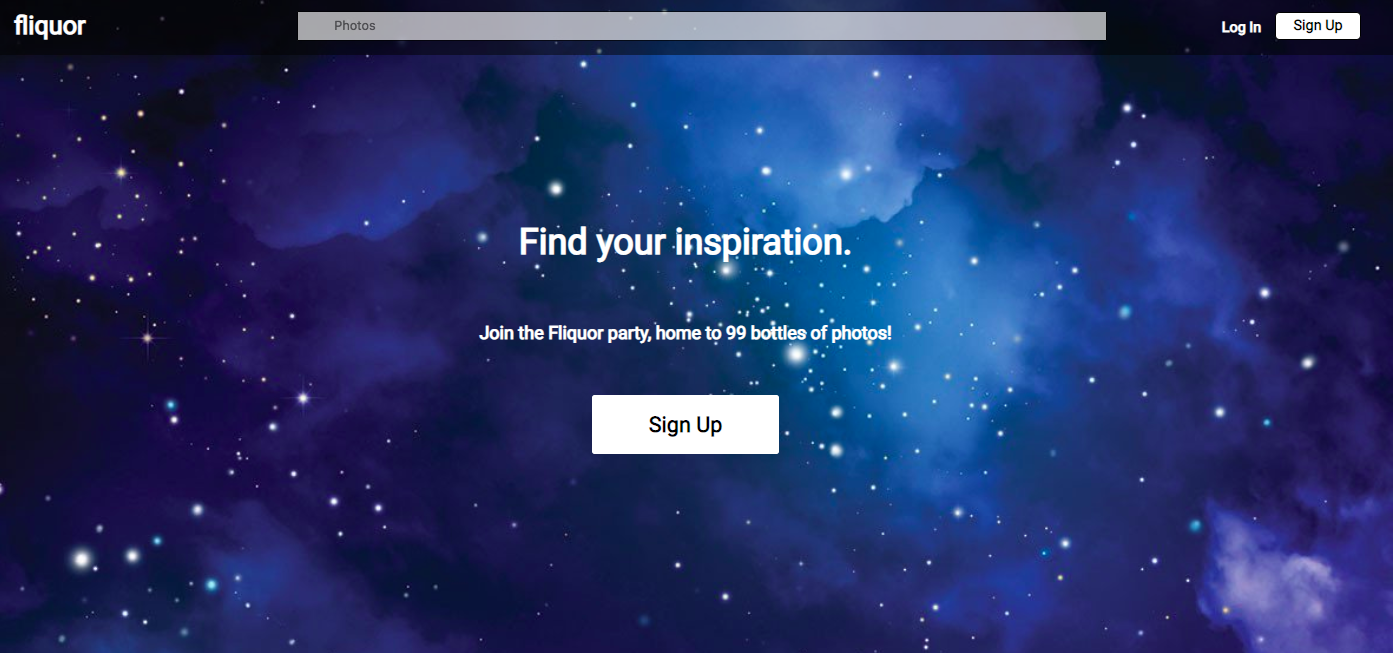 fliquor
Photos
Log In
Sign Up
Find your inspiration.
Join the Fliquor party, home to 99 bottles of photos!
Sign Up